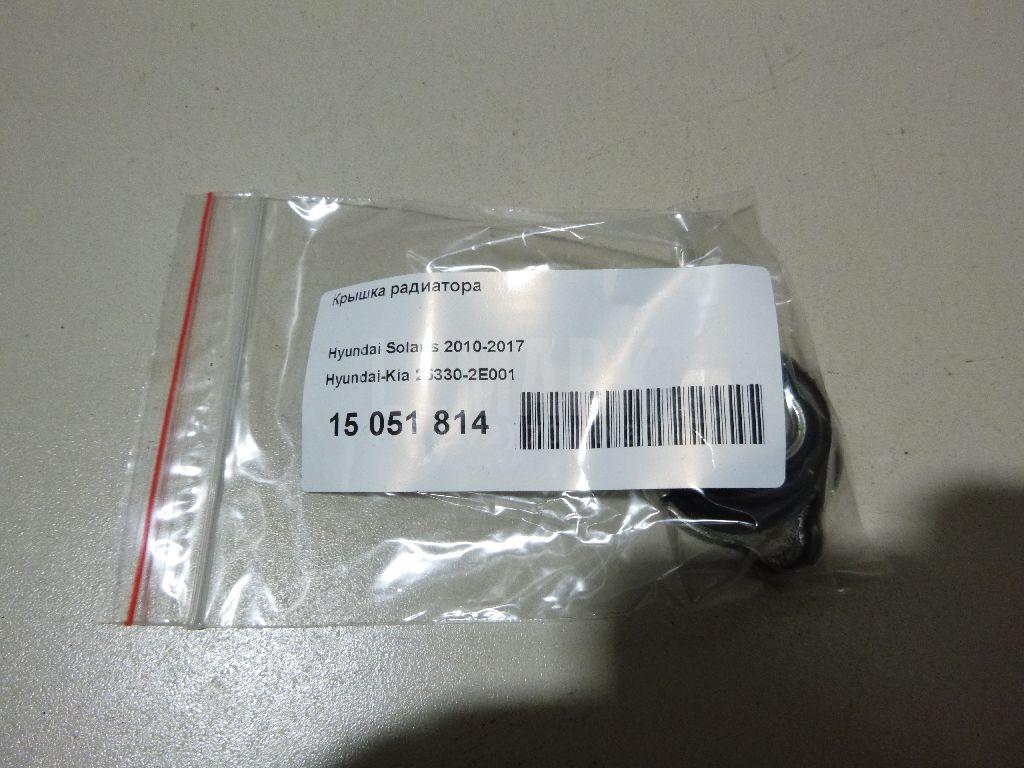 Крышка радиатора
Hyundai Solaris 2010-2017
Hyundai-Kia 25330-2E001
15 051 814